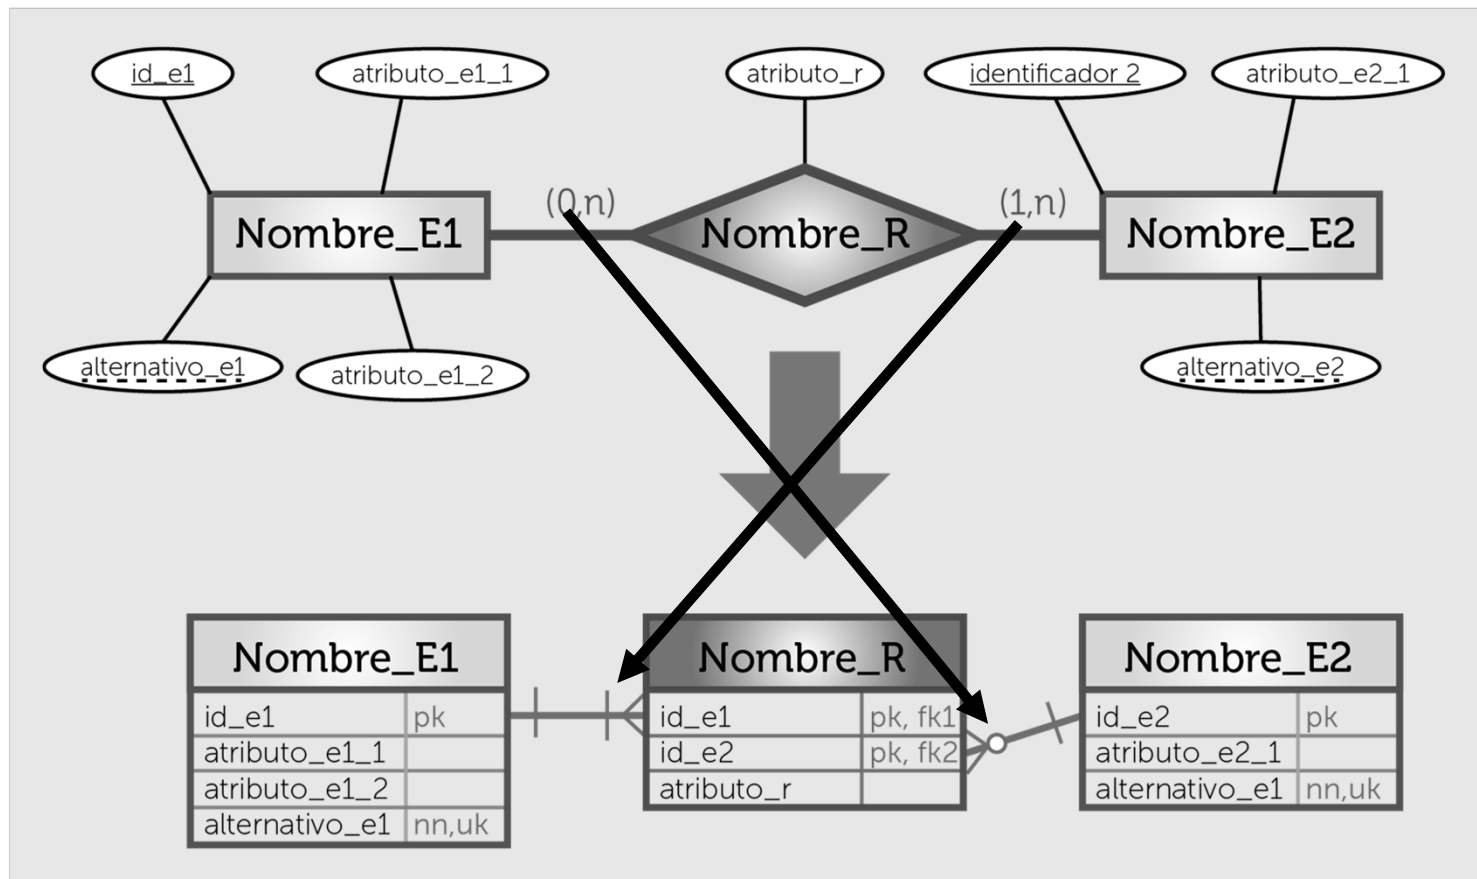 id_e1
atributo_e1_1
atributo_r
identificador 2
atributo_e2_1
(0,n)
(1,n)
Nombre_E1
Nombre_R
Nombre_E2
alternativo_e1
atributo_e1_2
alternativo_e2
Nombre_E1
id_e1 pk
atributo_e1_1
atributo_e1_2
alternativo_e1 nn,uk
Nombre_R
id_e1 pk, fk1
id_e2 pk, fk2
atributo_r
Nombre_E2
id_e2 pk
atributo_e2_1
alternativo_e1 nn,uk